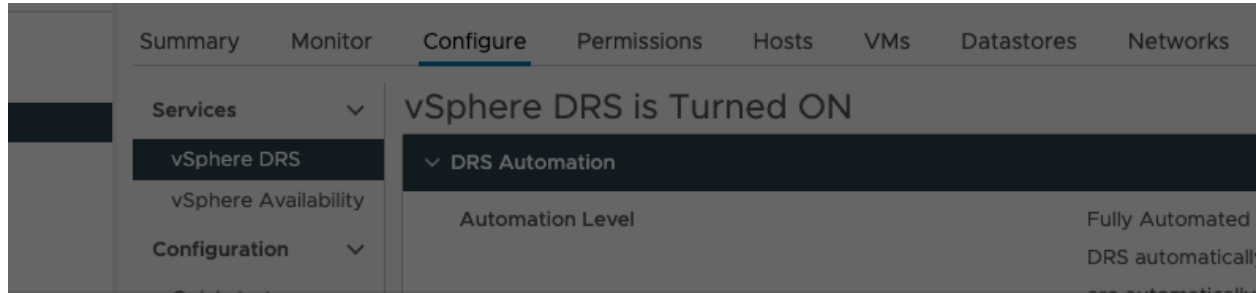 Summary Monitor Configure Permissions Hosts VMs Datastores Networks
Services
vSphere DRS
vSphere Availability
Configuration
vSphere DRS is Turned ON
DRS Automation
Automation Level
Fully Automated
DRS automatically